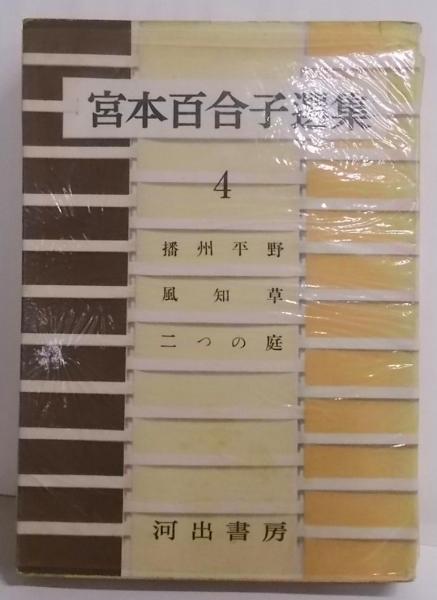 宮本百合子選集
4
播州平野
風知草
二つの庭
河出書房